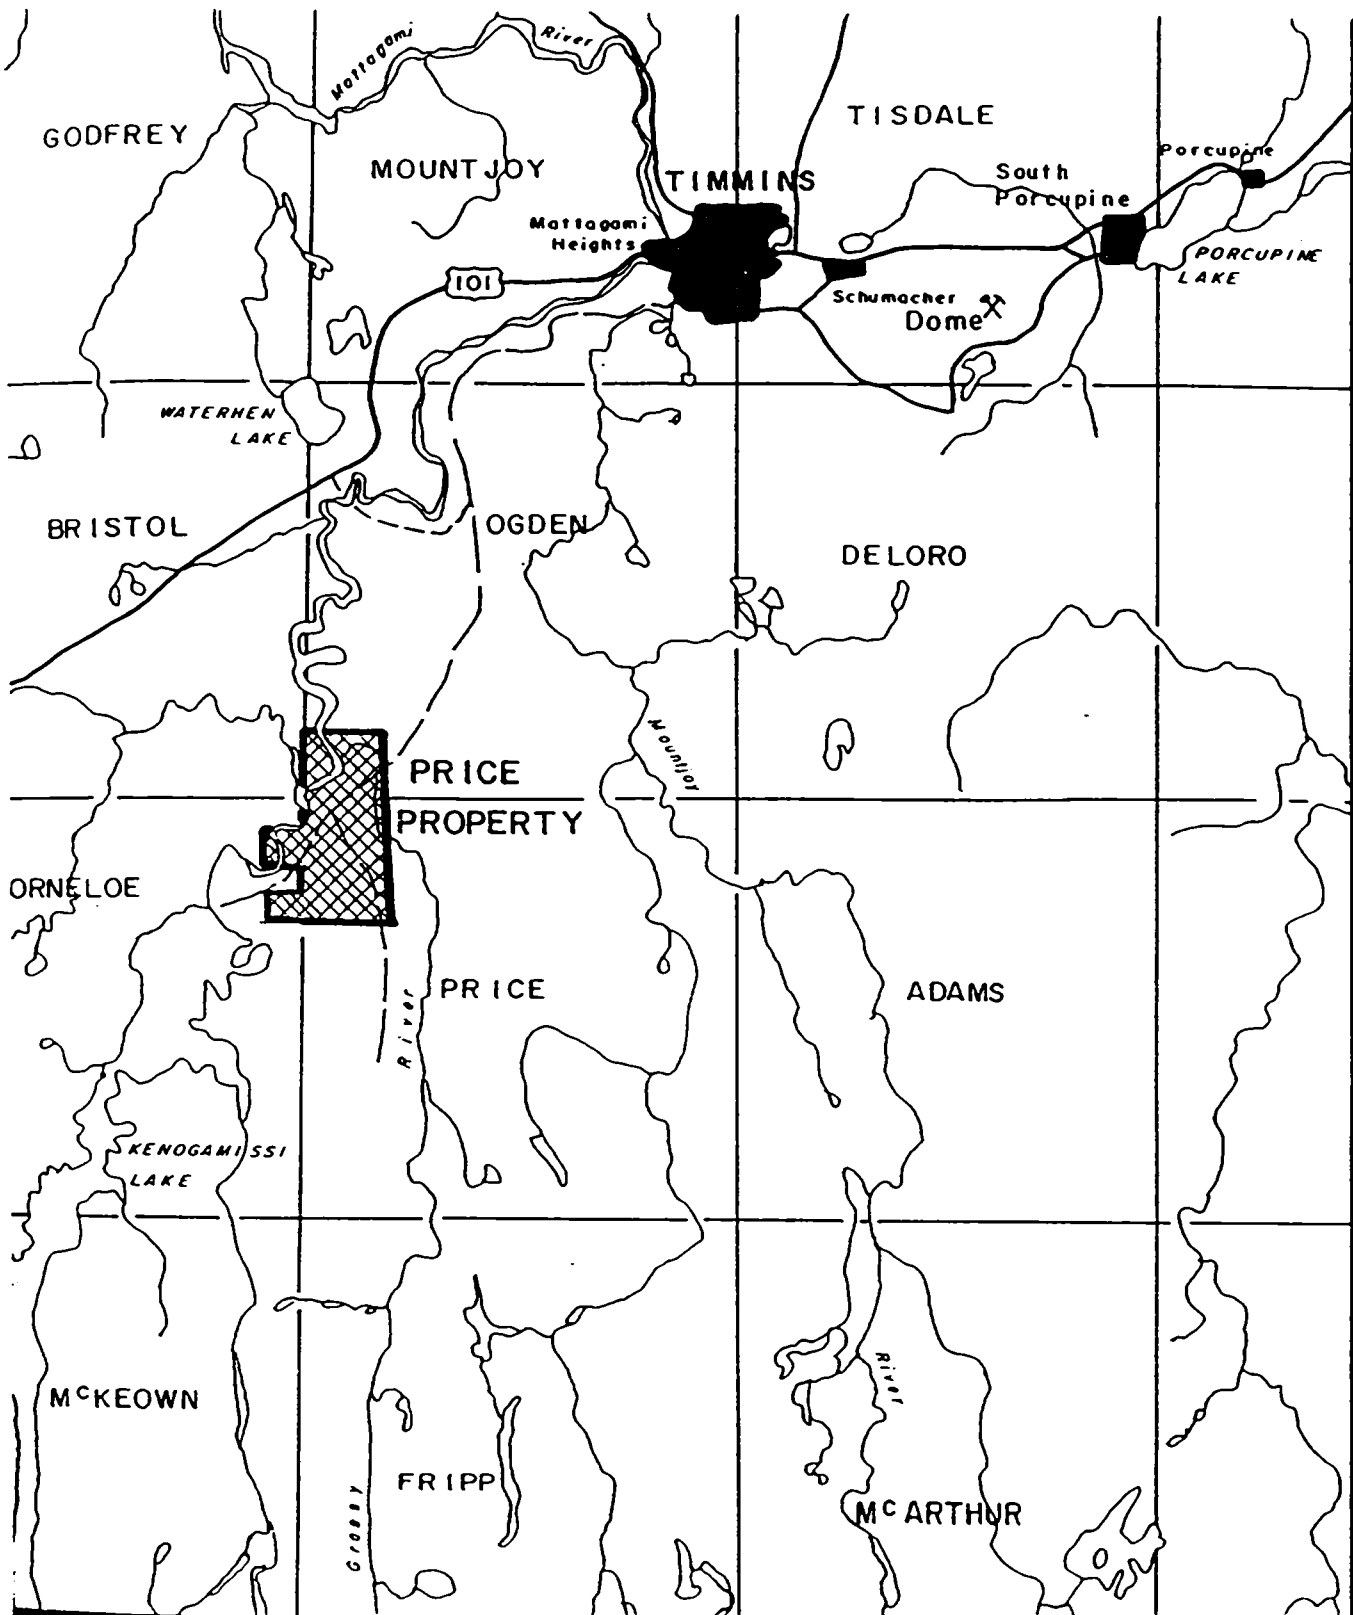 Mattagami River
TISDALE
GODFREY
MOUNTJOY
Porcupine
TIMMINS
South
Porcupine
Mattagami
Heights
PORCUPINE
LAKE
101
Schumacher
Dome
WATERHEN
LAKE
BRISTOL
OGDEN
DELORO
Mountjoy
PRICE
PROPERTY
ORNELOE
PRICE
ADAMS
River
KENOGAMISSI
LAKE
River
McKEOWN
FRIPP
McARTHUR